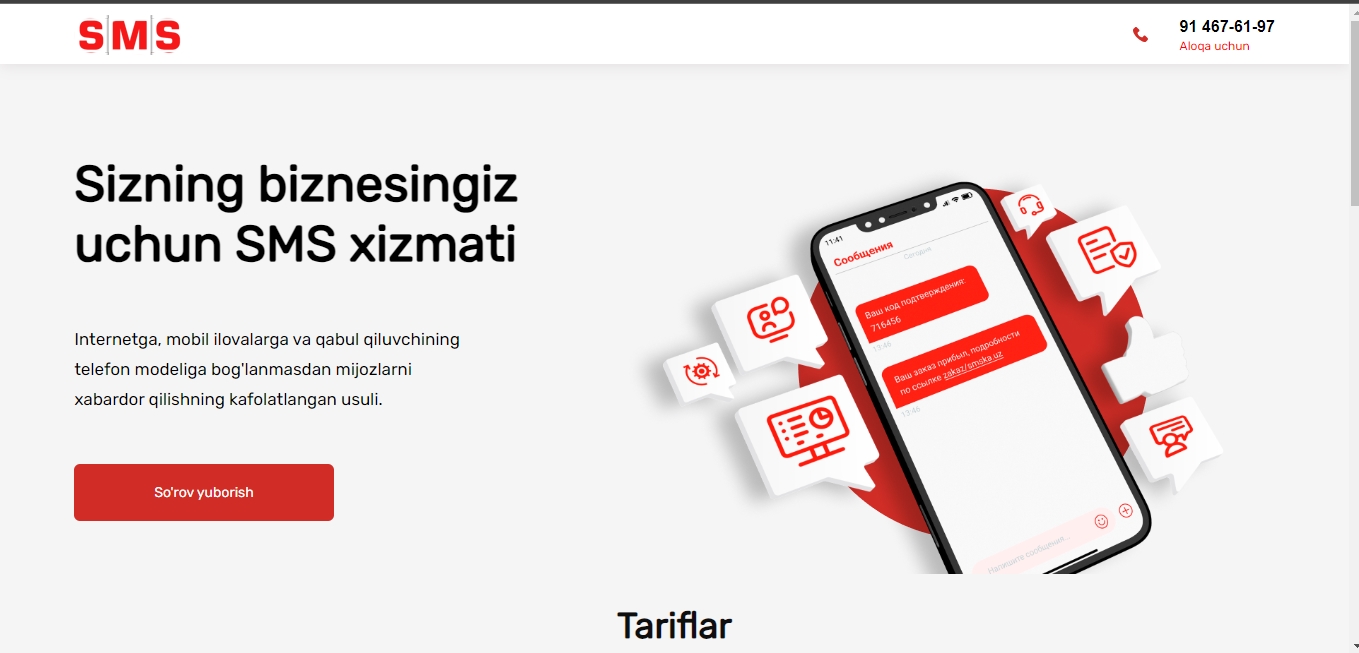 SMS
91 467-61-97
Aloqa uchun
Sizning biznesingiz
uchun SMS xizmati
Internetga, mobil ilovalarga va qabul qiluvchining
telefon modeliga bog'lanmasdan mijozlarni
xabardor qilishning kafolatlangan usuli.
So'rov yuborish
11:41
Сообщения
Сегодня
Ваш код подтверждения:
716456
17:46
Ваш заказ прибыл, подробности
по ссылке zakaz/smska.uz
17:46
Напишите сообщение...
Tariflar